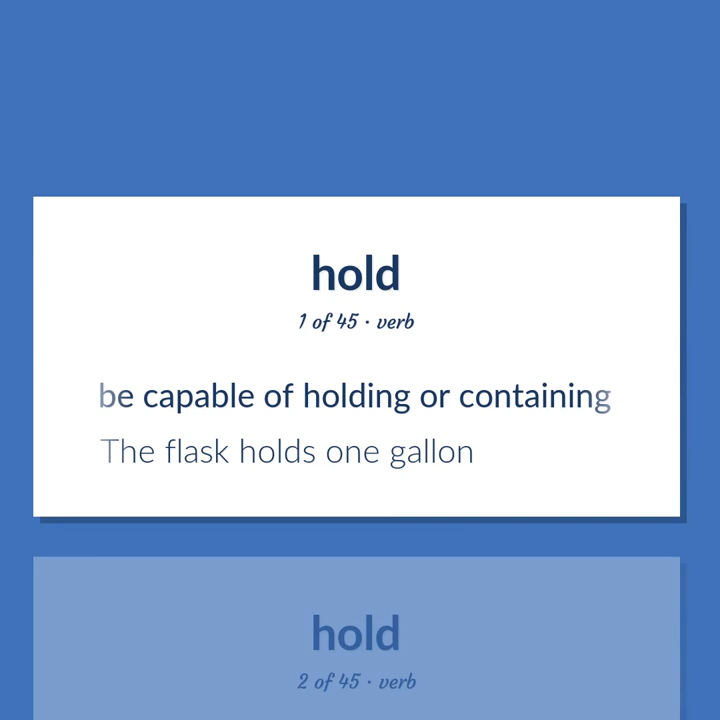 hold
1 of 45 · verb
be capable of holding or containing
The flask holds one gallon
hold
2 of 45 · verb